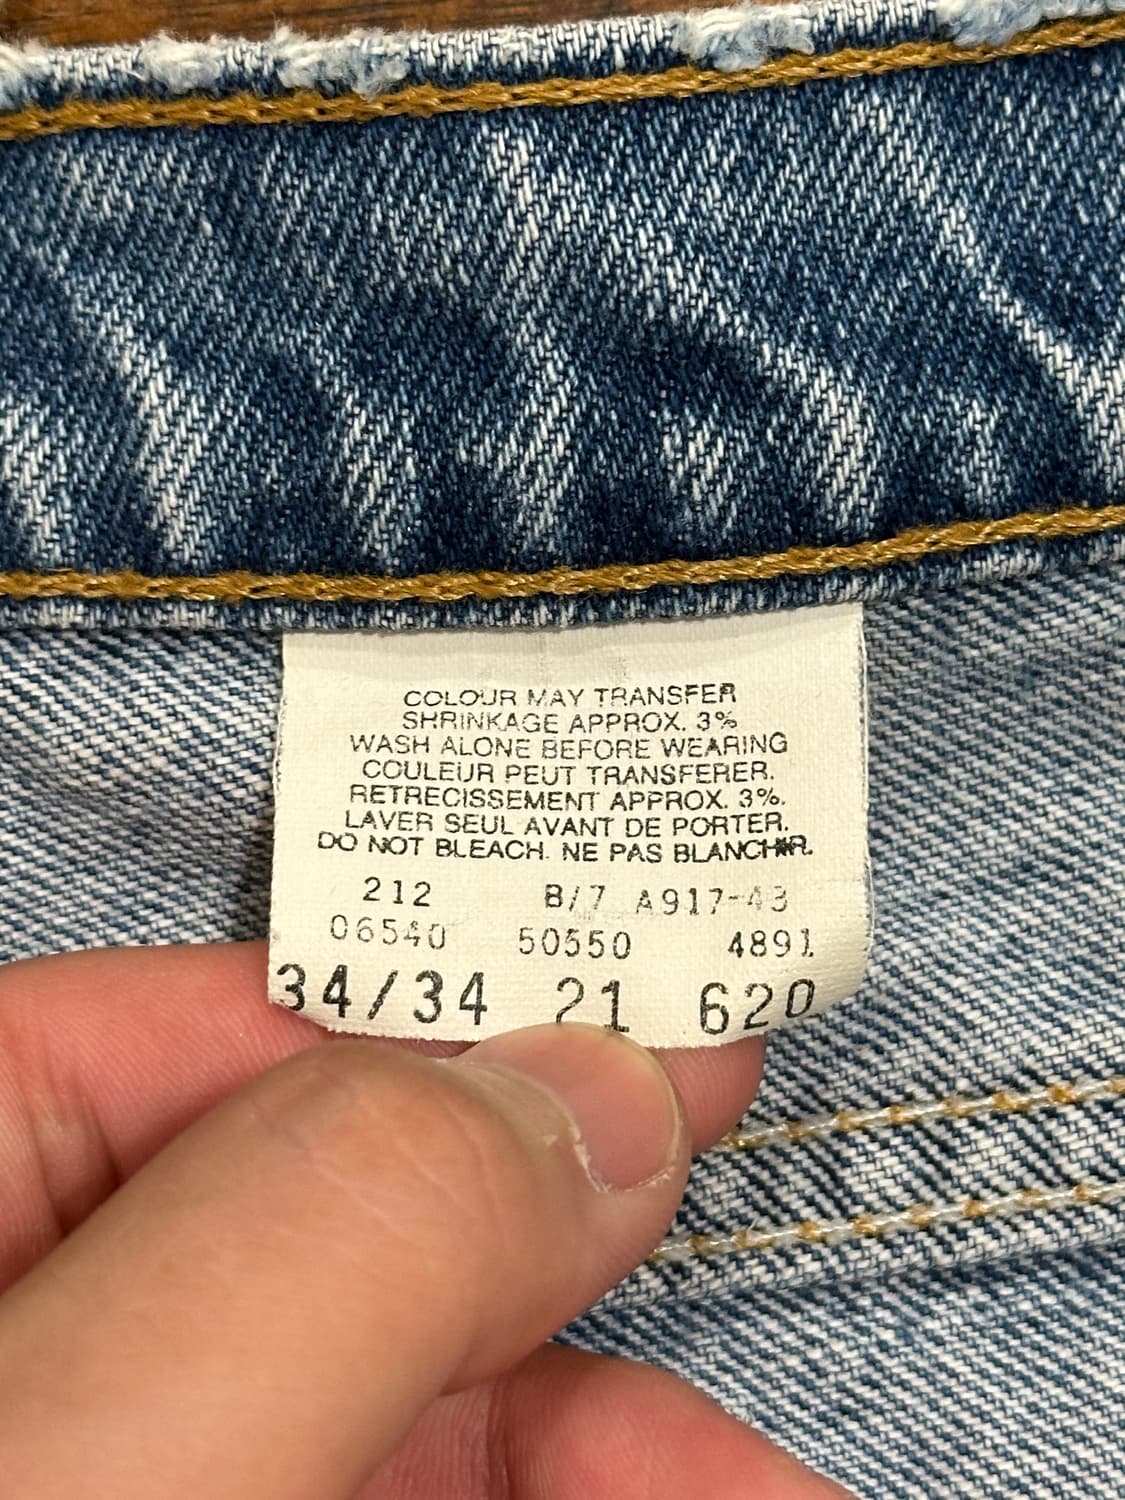 COLOUR MAY TRANSFER
SHRINKAGE APPROX. 3%
WASH ALONE BEFORE WEARING
COULEUR PEUT TRANSFERER.
RETRECISSEMENT APPROX. 3%.
LAVER SEUL AVANT DE PORTER.
DO NOT BLEACH. NE PAS BLANCHIR.
212 B/7 A917-43
06540 50550 4891
34/34 21 620